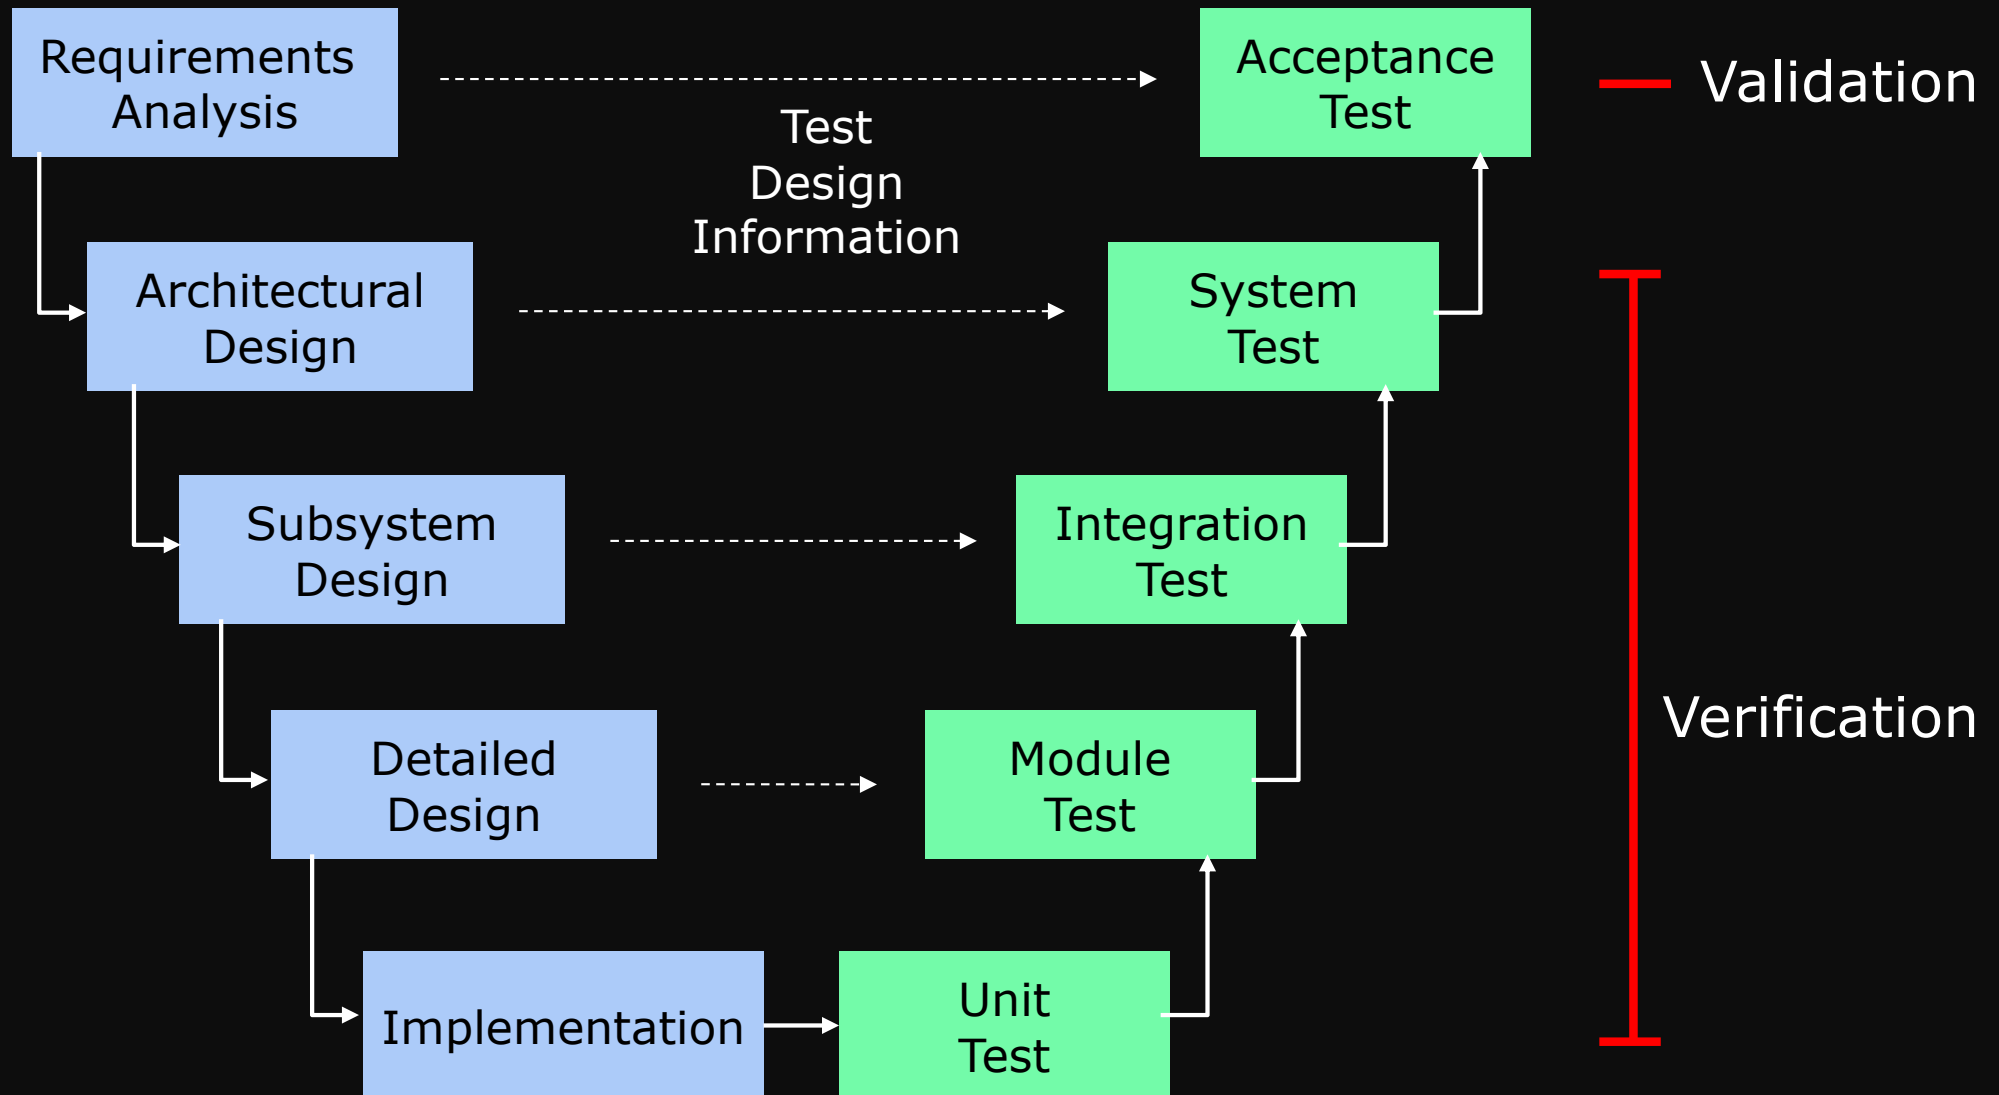 Requirements
Analysis
Acceptance
Test
Validation
Test
Design
Information
Architectural
Design
System
Test
Subsystem
Design
Integration
Test
Verification
Detailed
Design
Module
Test
Implementation
Unit
Test